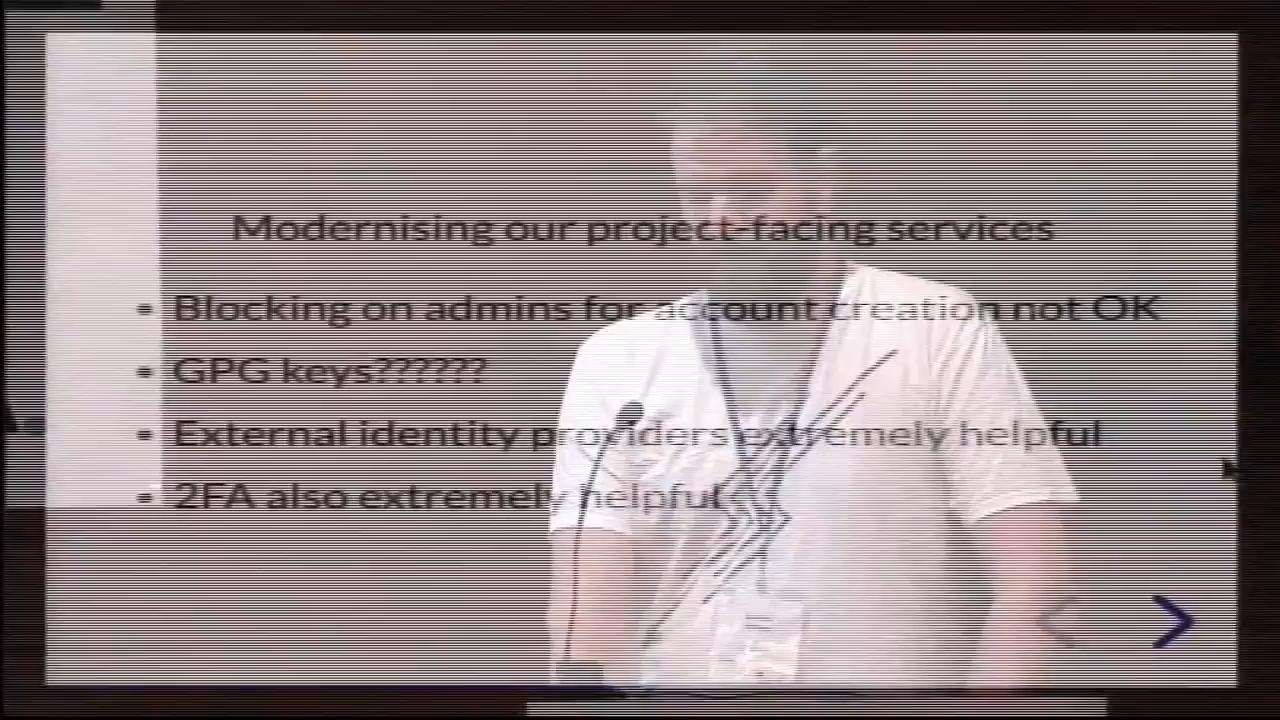 Modernising our project-facing services
• Blocking on admins for account creation not OK
• GPG keys??????
• External identity providers extremely helpful
• 2FA also extremely helpful